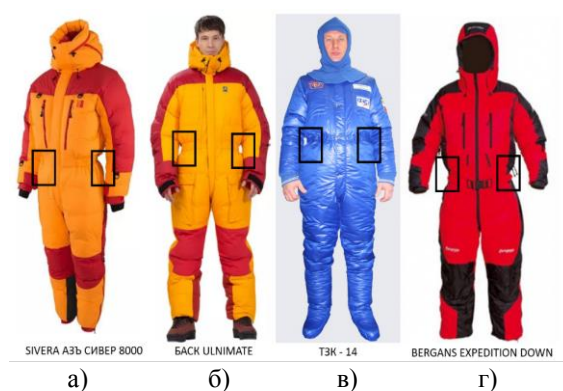 SIVERA АЗЪ СИВЕР 8000
БАСК ULNIMATE
ТЗК - 14
BERGANS EXPEDITION DOWN
а)
б)
в)
г)